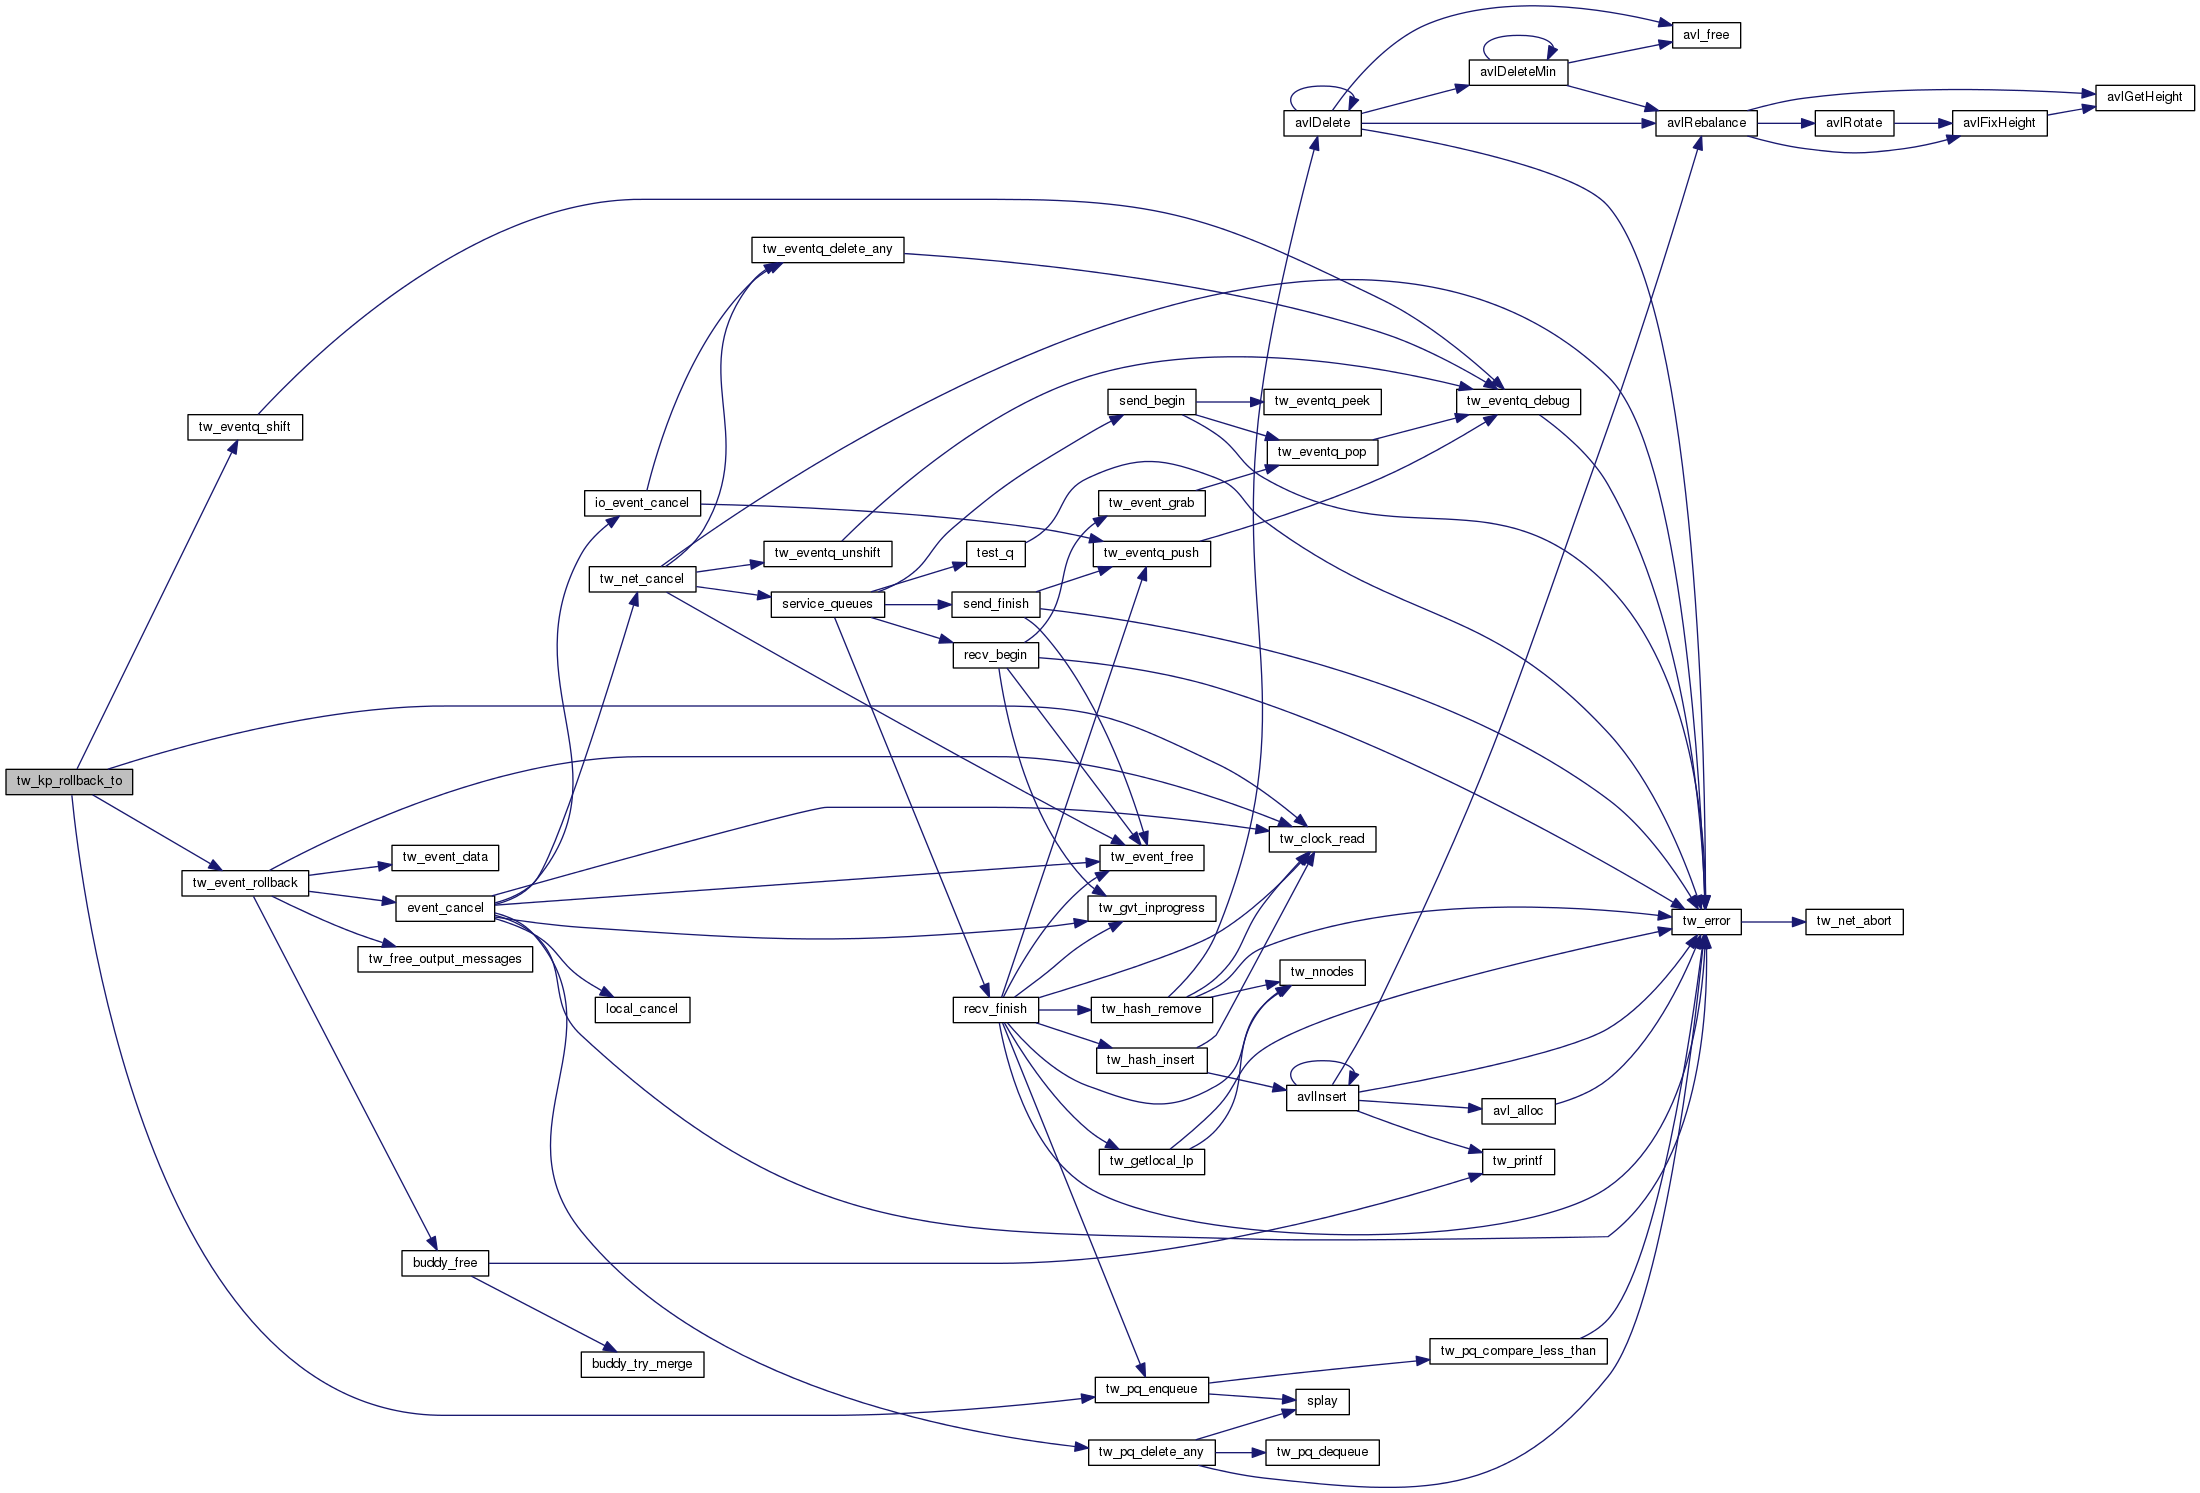 avl_free
avlDeleteMin
avlGetHeight
avlDelete
avlRebalance
avlRotate
avlFixHeight
tw_eventq_delete_any
send_begin
tw_eventq_peek
tw_eventq_debug
tw_eventq_shift
tw_eventq_pop
io_event_cancel
tw_event_grab
tw_eventq_unshift
test_q
tw_eventq_push
tw_net_cancel
service_queues
send_finish
recv_begin
tw_kp_rollback_to
tw_clock_read
tw_event_data
tw_event_free
tw_event_rollback
event_cancel
tw_gvt_inprogress
tw_error
tw_net_abort
tw_free_output_messages
tw_nnodes
local_cancel
recv_finish
tw_hash_remove
tw_hash_insert
avlInsert
avl_alloc
tw_getlocal_lp
tw_printf
buddy_free
buddy_try_merge
tw_pq_compare_less_than
tw_pq_enqueue
splay
tw_pq_delete_any
tw_pq_dequeue